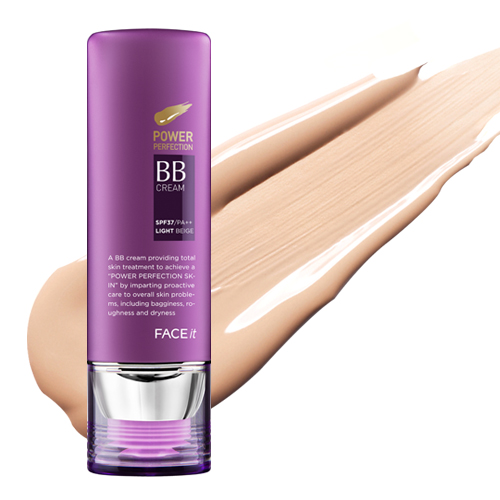 POWER
PERFECTION
BB
CREAM
SPF37/PA++
LIGHT BEIGE
A BB cream providing total
skin treatment to achieve a
"POWER PERFECTION SK-
IN" by imparting proactive
care to overall skin proble-
ms, including bagginess, ro-
ughness and dryness
FACE it